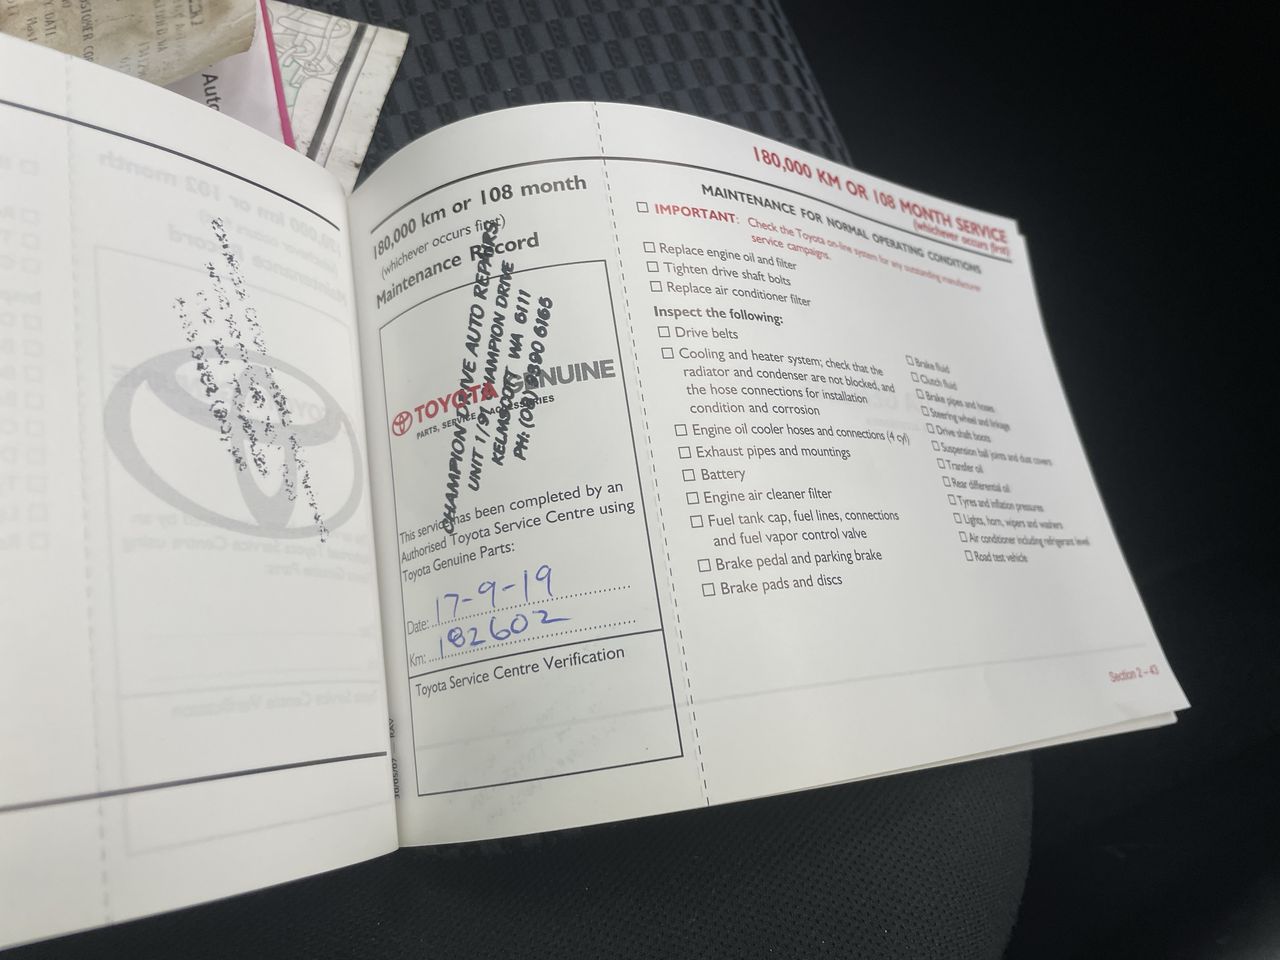 Auto
180,000 km or 108 month
(whichever occurs first)
Maintenance Record
CHAMPION DRIVE AUTO REPAIRS
UNIT 1/91 CHAMPION DRIVE
KELMSCOTT WA 6111
PH: (08) 9390 6166
TOYOTA GENUINE
PARTS, SERVICE & ACCESSORIES
This service has been completed by an
Authorised Toyota Service Centre using
Toyota Genuine Parts:
Date: 17-9-19
Km: 182602
Toyota Service Centre Verification
180,000 KM OR 108 MONTH SERVICE
(whichever occurs first)
MAINTENANCE FOR NORMAL OPERATING CONDITIONS
IMPORTANT: Check the Toyota on-line system for any outstanding manufacturer
service campaigns.
Replace engine oil and filter
Tighten drive shaft bolts
Replace air conditioner filter
Inspect the following:
Drive belts
Cooling and heater system; check that the
radiator and condenser are not blocked, and
the hose connections for installation
condition and corrosion
Engine oil cooler hoses and connections (4 cyl)
Exhaust pipes and mountings
Battery
Engine air cleaner filter
Fuel tank cap, fuel lines, connections
and fuel vapor control valve
Brake pedal and parking brake
Brake pads and discs
Brake fluid
Clutch fluid
Brake pipes and hoses
Steering wheel and linkage
Drive shaft boots
Suspension ball joints and dust covers
Transfer oil
Rear differential oil
Tyres and inflation pressures
Lights, horn, wipers and washers
Air conditioner including refrigerant level
Road test vehicle
Section 2 – 43